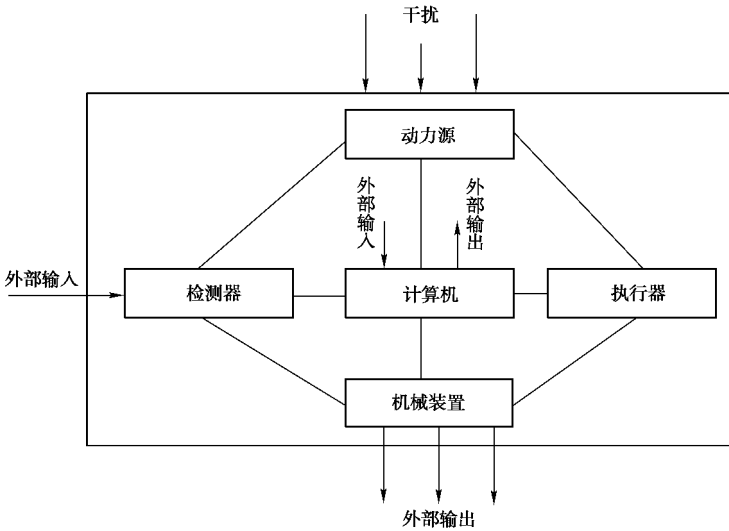 干扰
动力源
外部输入
外部输出
外部输入
检测器
计算机
执行器
机械装置
外部输出